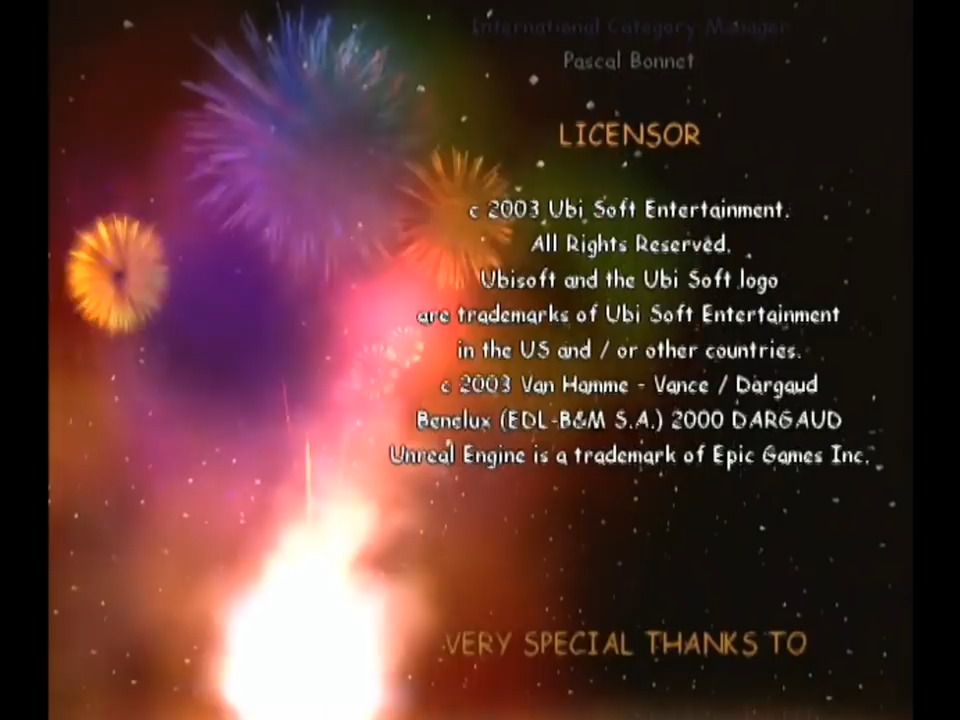 International Category Manager
Pascal Bonnet
LICENSOR
c 2003 Ubi Soft Entertainment.
All Rights Reserved.
Ubisoft and the Ubi Soft logo
are trademarks of Ubi Soft Entertainment
in the US and / or other countries.
c 2003 Van Hamme - Vance / Dargaud
Benelux (EDL-B&M S.A.) 2000 DARGAUD
Unreal Engine is a trademark of Epic Games Inc.
VERY SPECIAL THANKS TO